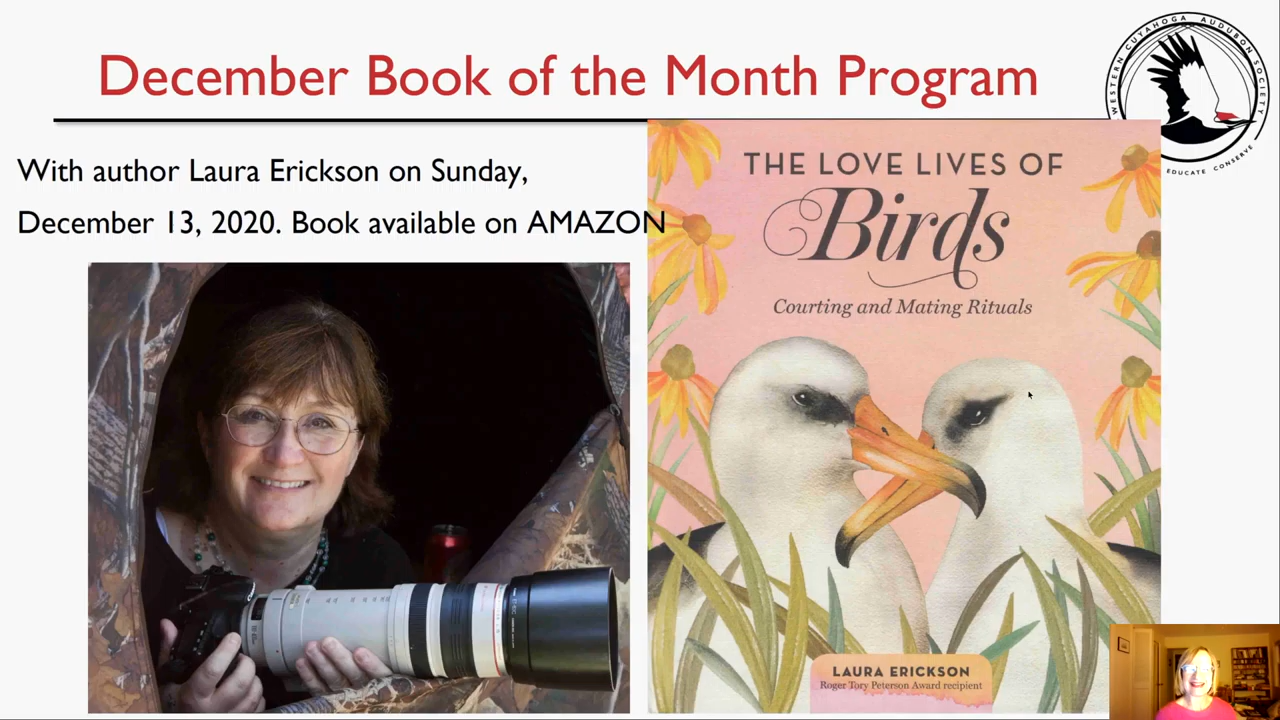 December Book of the Month Program
WESTERN CUYAHOGA AUDUBON SOCIETY
EDUCATE CONSERVE
With author Laura Erickson on Sunday,
December 13, 2020. Book available on AMAZON
THE LOVE LIVES OF
Birds
Courting and Mating Rituals
LAURA ERICKSON
Roger Tory Peterson Award recipient